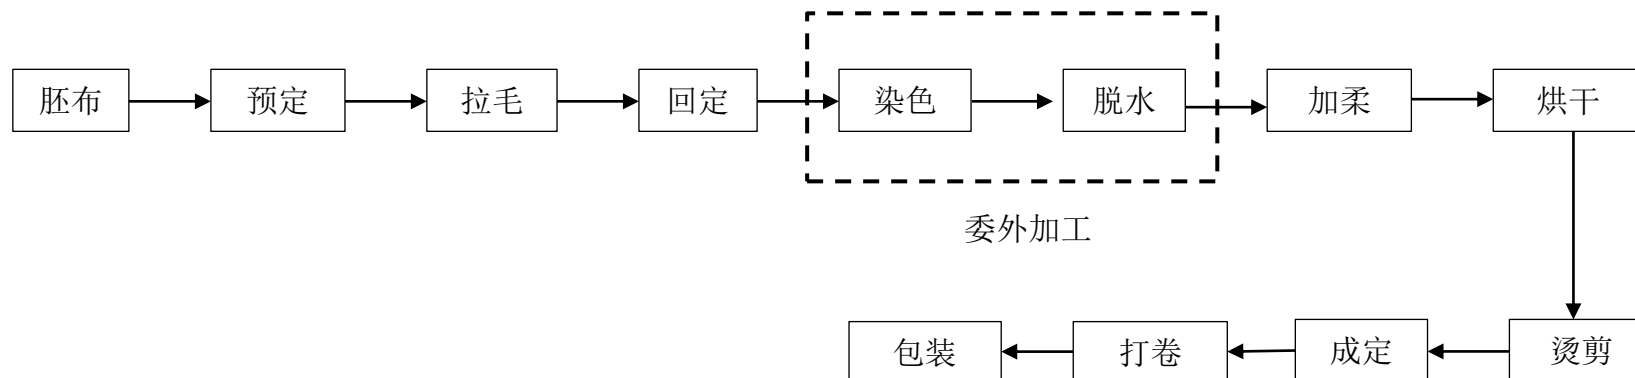 胚布
预定
拉毛
回定
染色
脱水
加柔
烘干
委外加工
包装
打卷
成定
烫剪